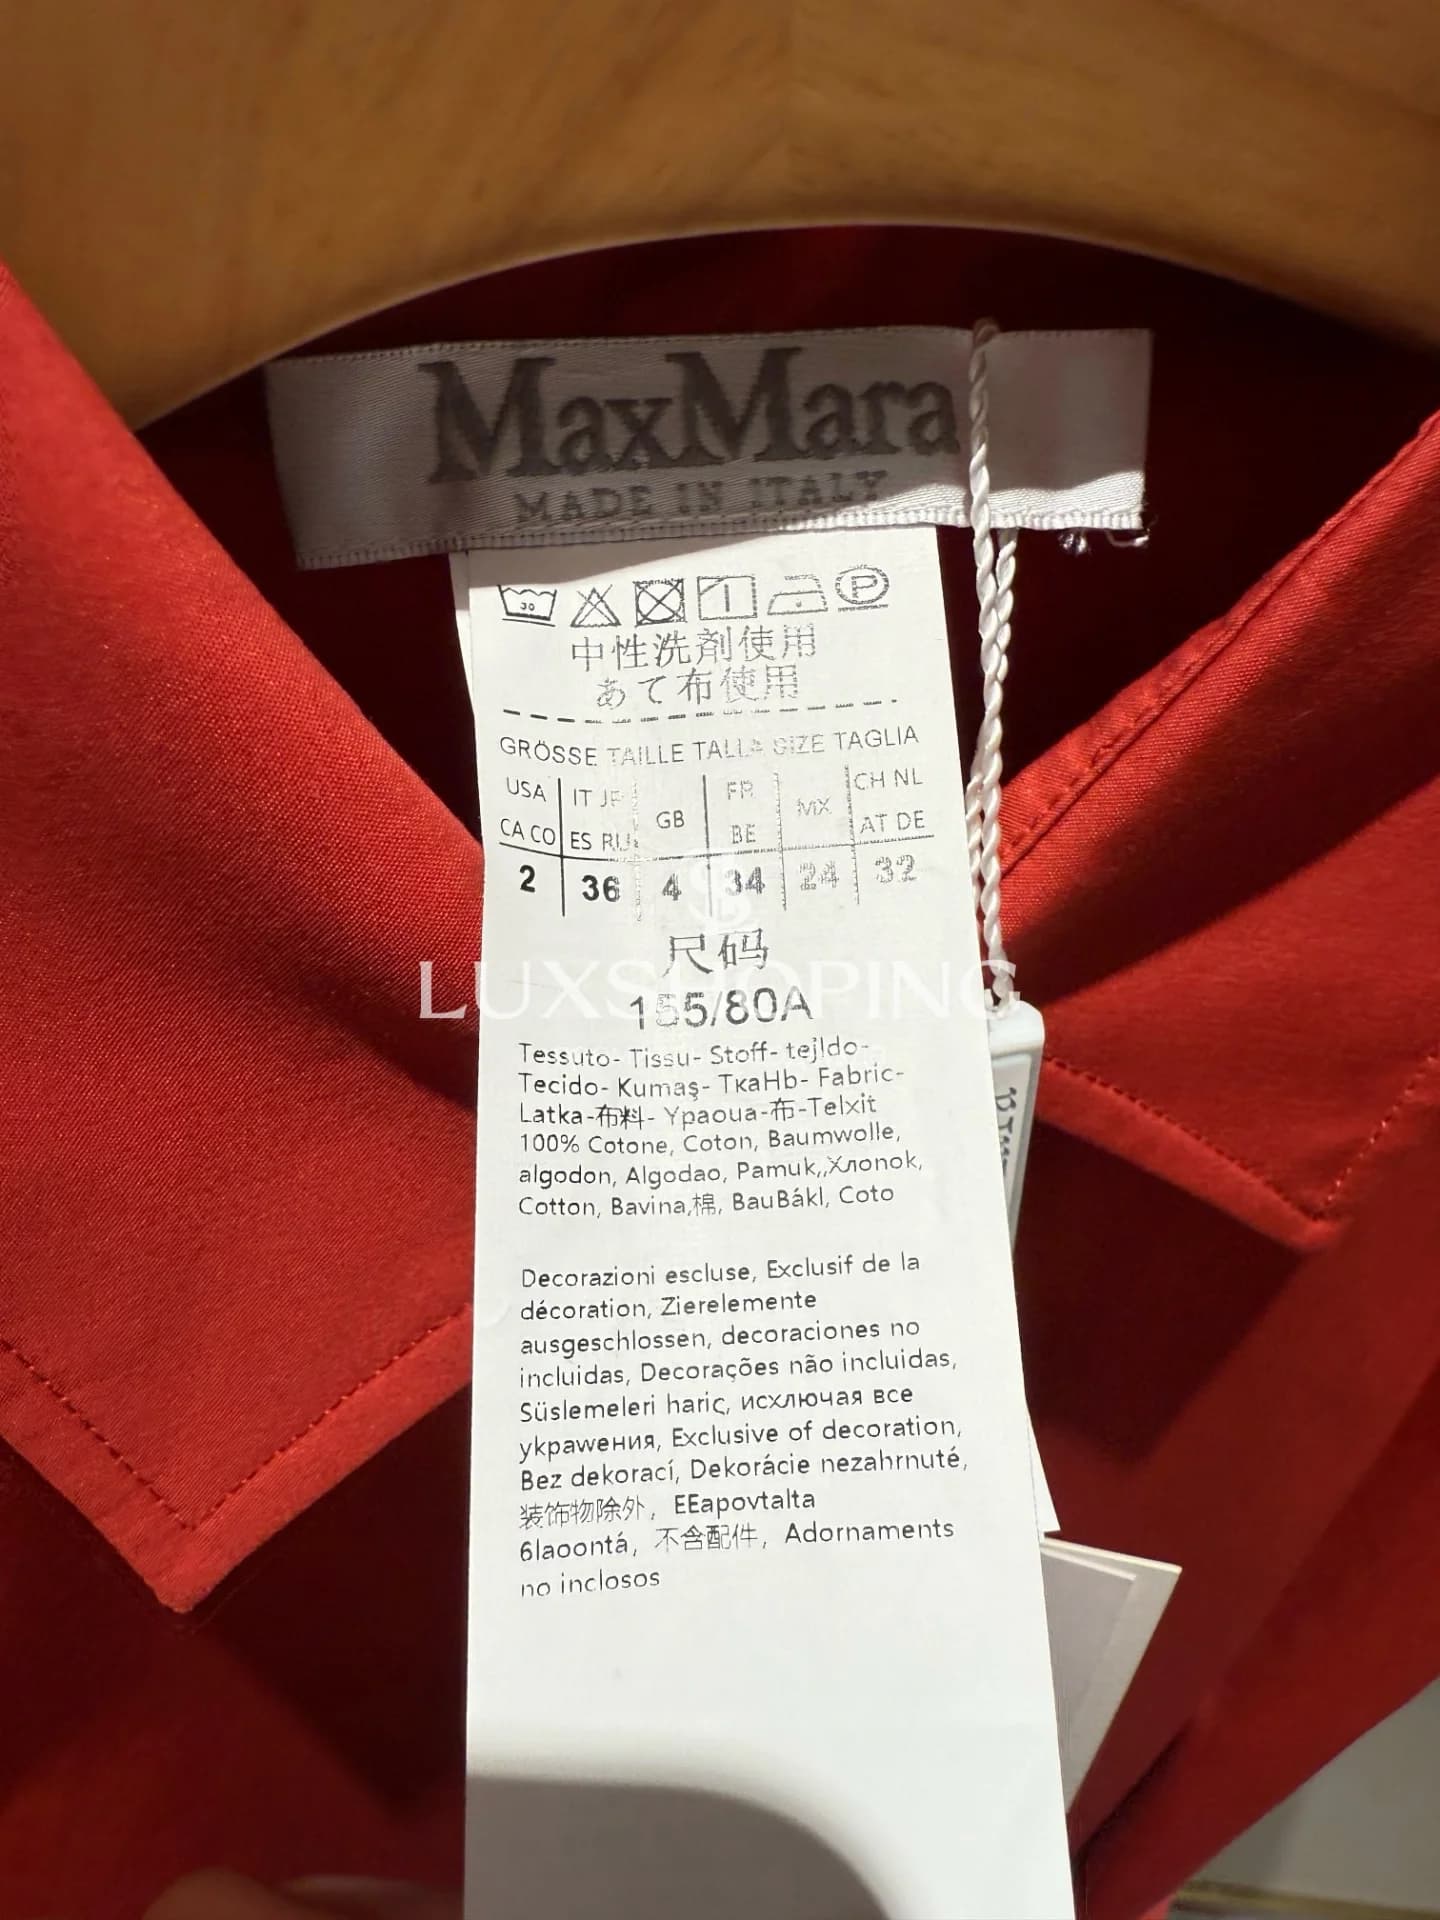 MaxMara
MADE IN ITALY
30
P
中性洗剤使用
あて布使用
GRÖSSE TAILLE TALLA SIZE TAGLIA
USA IT JP GB FR MX CH NL
CA CO ES RU BE AT DE
2 36 4 34 24 32
尺码
LUXSHOPING
155/80A
Tessuto- Tissu- Stoff- tejldo-
Tecido- Kumaş- TкаHb- Fabric-
Latka-布料- Ypaoua-布-Telxit
100% Cotone, Coton, Baumwolle,
algodon, Algodao, Pamuk,,Хлопоk,
Cotton, Bavina,棉, BauBákl, Coto
Decorazioni escluse, Exclusif de la
décoration, Zierelemente
ausgeschlossen, decoraciones no
incluidas, Decorações não incluidas,
Süslemeleri haric, исключая все
украwения, Exclusive of decoration,
Bez dekorací, Dekorácie nezahrnuté,
装饰物除外, EEapovtalta
6laoontá, 不含配件, Adornaments
no inclosos